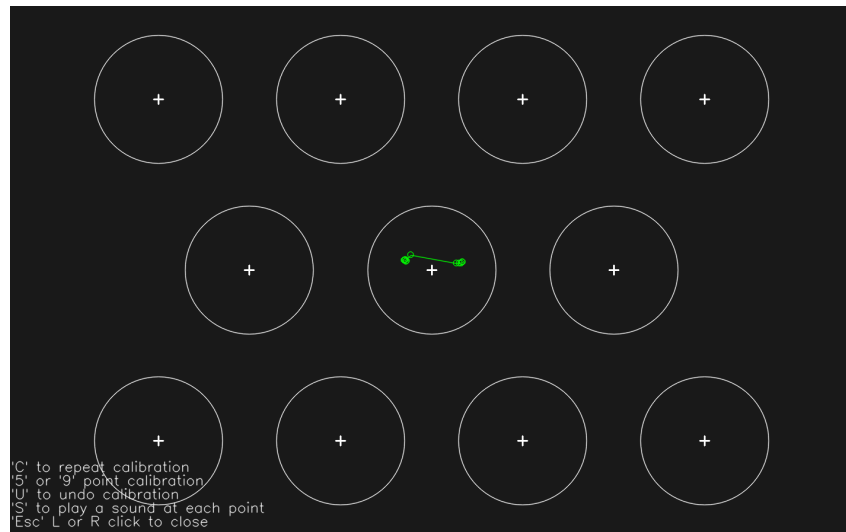 'C' to repeat calibration
'5' or '9' point calibration
'U' to undo calibration
'S' to play a sound at each point
'Esc' L or R click to close